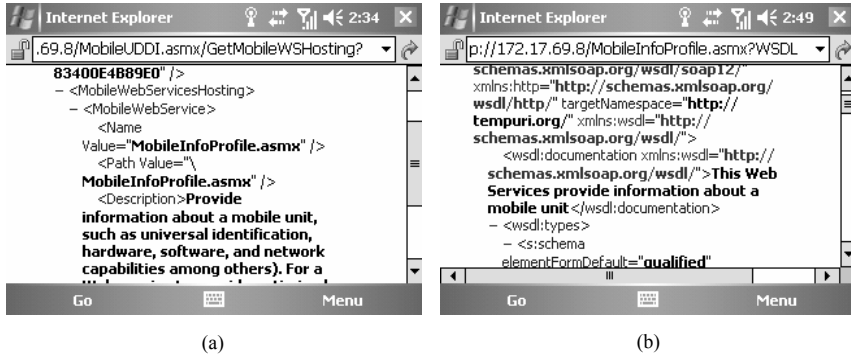 Internet Explorer 2:34
.69.8/MobileUDDI.asmx/GetMobileWSHosting?
83400E4B89E0" />
– <MobileWebServicesHosting>
– <MobileWebService>
<Name
Value="MobileInfoProfile.asmx" />
<Path Value="\
MobileInfoProfile.asmx" />
<Description>Provide
information about a mobile unit,
such as universal identification,
hardware, software, and network
capabilities among others). For a
Go Menu
(a)
Internet Explorer 2:49
p://172.17.69.8/MobileInfoProfile.asmx?WSDL
schemas.xmlsoap.org/wsdl/soap12/"
xmlns:http="http://schemas.xmlsoap.org/
wsdl/http/" targetNamespace="http://
tempuri.org/" xmlns:wsdl="http://
schemas.xmlsoap.org/wsdl/">
<wsdl:documentation xmlns:wsdl="http://
schemas.xmlsoap.org/wsdl/">This Web
Services provide information about a
mobile unit</wsdl:documentation>
– <wsdl:types>
– <s:schema
elementFormDefault="qualified"
Go Menu
(b)